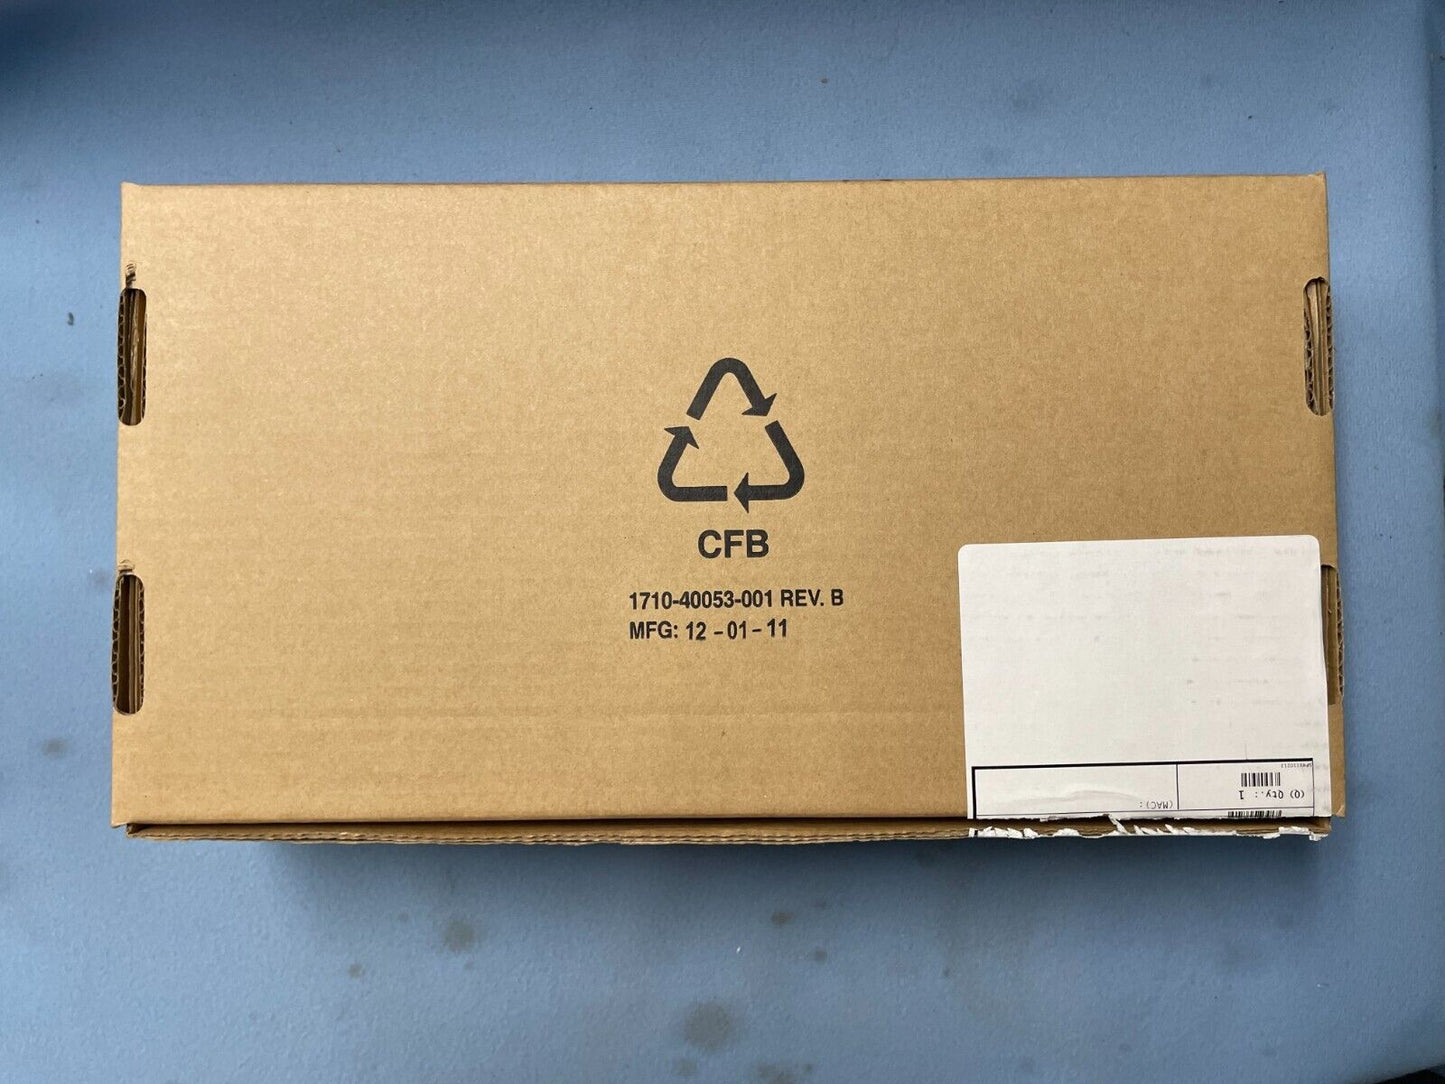 CFB
1710-40053-001 REV. B
MFG: 12 - 01 - 11
(Q) Qty.: 1
(MAC):